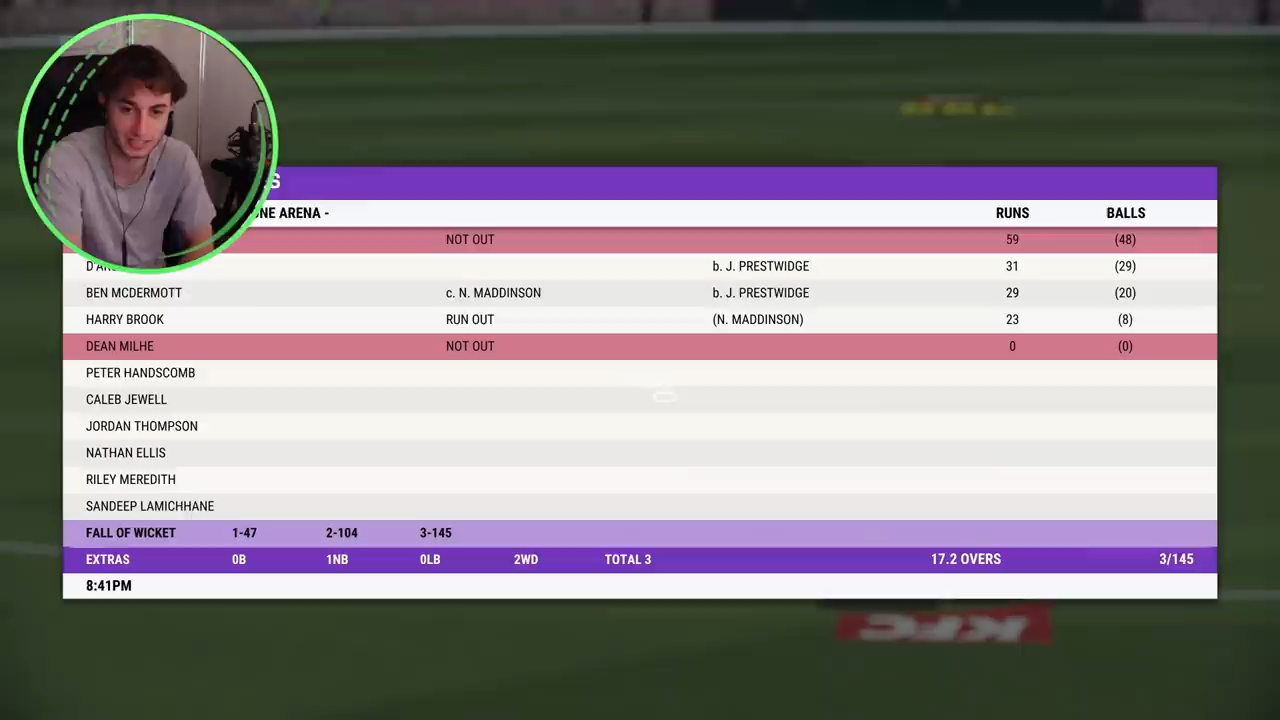 S
NE ARENA - RUNS BALLS
NOT OUT 59 (48)
D'AR b. J. PRESTWIDGE 31 (29)
BEN MCDERMOTT c. N. MADDINSON b. J. PRESTWIDGE 29 (20)
HARRY BROOK RUN OUT (N. MADDINSON) 23 (8)
DEAN MILHE NOT OUT 0 (0)
PETER HANDSCOMB
CALEB JEWELL
JORDAN THOMPSON
NATHAN ELLIS
RILEY MEREDITH
SANDEEP LAMICHHANE
FALL OF WICKET 1-47 2-104 3-145
EXTRAS 0B 1NB 0LB 2WD TOTAL 3 17.2 OVERS 3/145
8:41PM
KFC